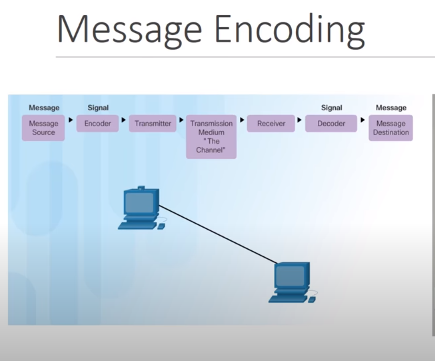 Message Encoding
Message
Signal
Signal
Message
Message
Source
Encoder
Transmitter
Transmission
Medium
"The
Channel"
Receiver
Decoder
Message
Destination